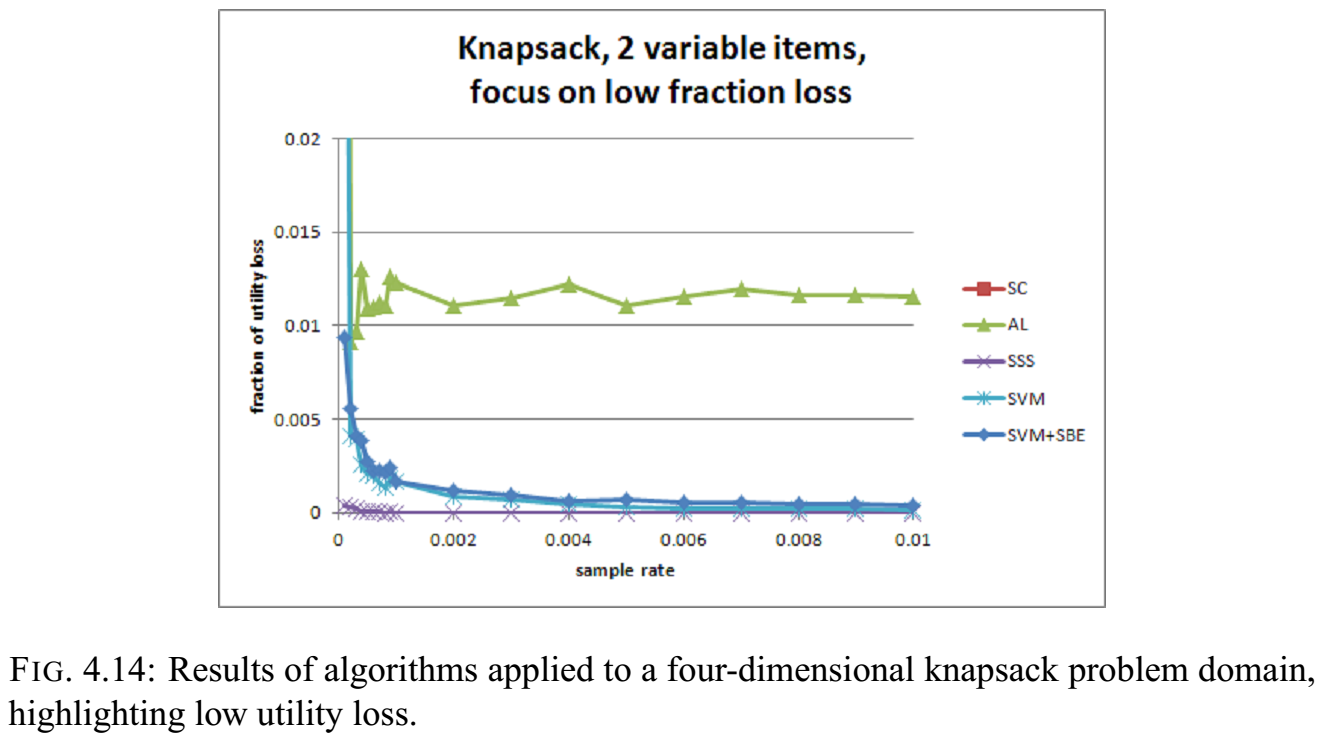 Knapsack, 2 variable items,
focus on low fraction loss
0.02
0.015
0.01
0.005
0
fraction of utility loss
0
0.002
0.004
0.006
0.008
0.01
sample rate
SC
AL
SSS
SVM
SVM+SBE
FIG. 4.14: Results of algorithms applied to a four-dimensional knapsack problem domain,
highlighting low utility loss.